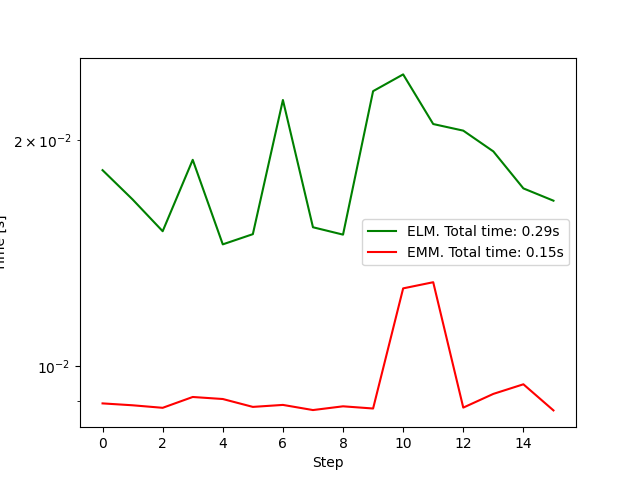 2 × 10⁻²
10⁻²
Time [s]
ELM. Total time: 0.29s
EMM. Total time: 0.15s
0 2 4 6 8 10 12 14
Step